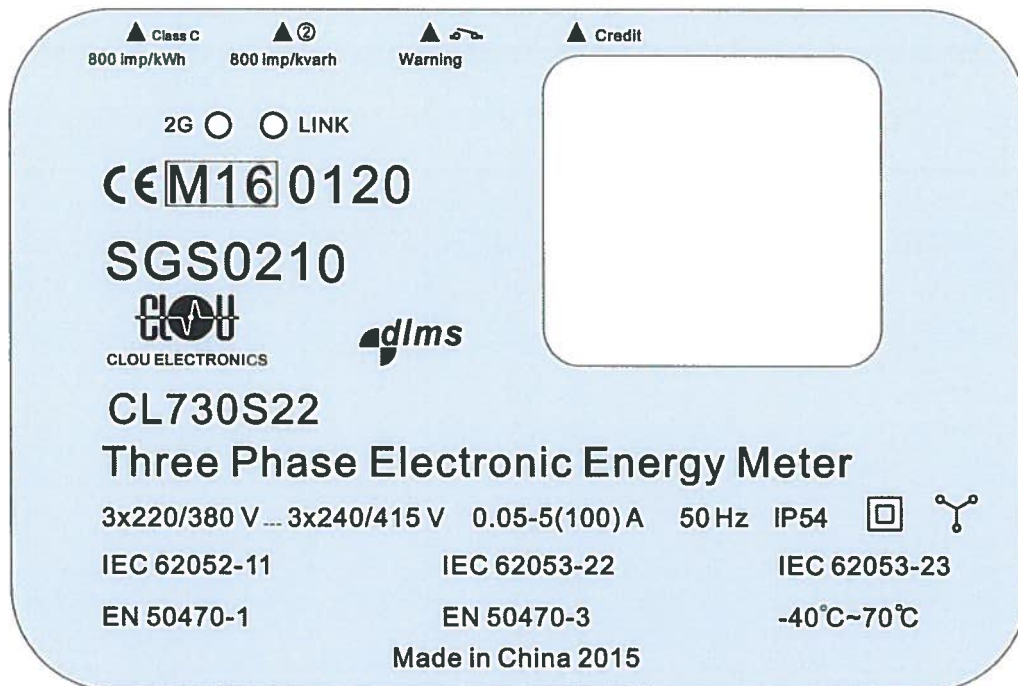 ▲ Class C ▲ ② ▲ ▲ Credit
800 imp/kWh 800 imp/kvarh Warning
2G LINK
CE M16 0120
SGS0210
CLOU
CLOU ELECTRONICS
dlms
CL730S22
Three Phase Electronic Energy Meter
3x220/380 V ... 3x240/415 V 0.05-5(100) A 50 Hz IP54
IEC 62052-11 IEC 62053-22 IEC 62053-23
EN 50470-1 EN 50470-3 -40℃~70℃
Made in China 2015